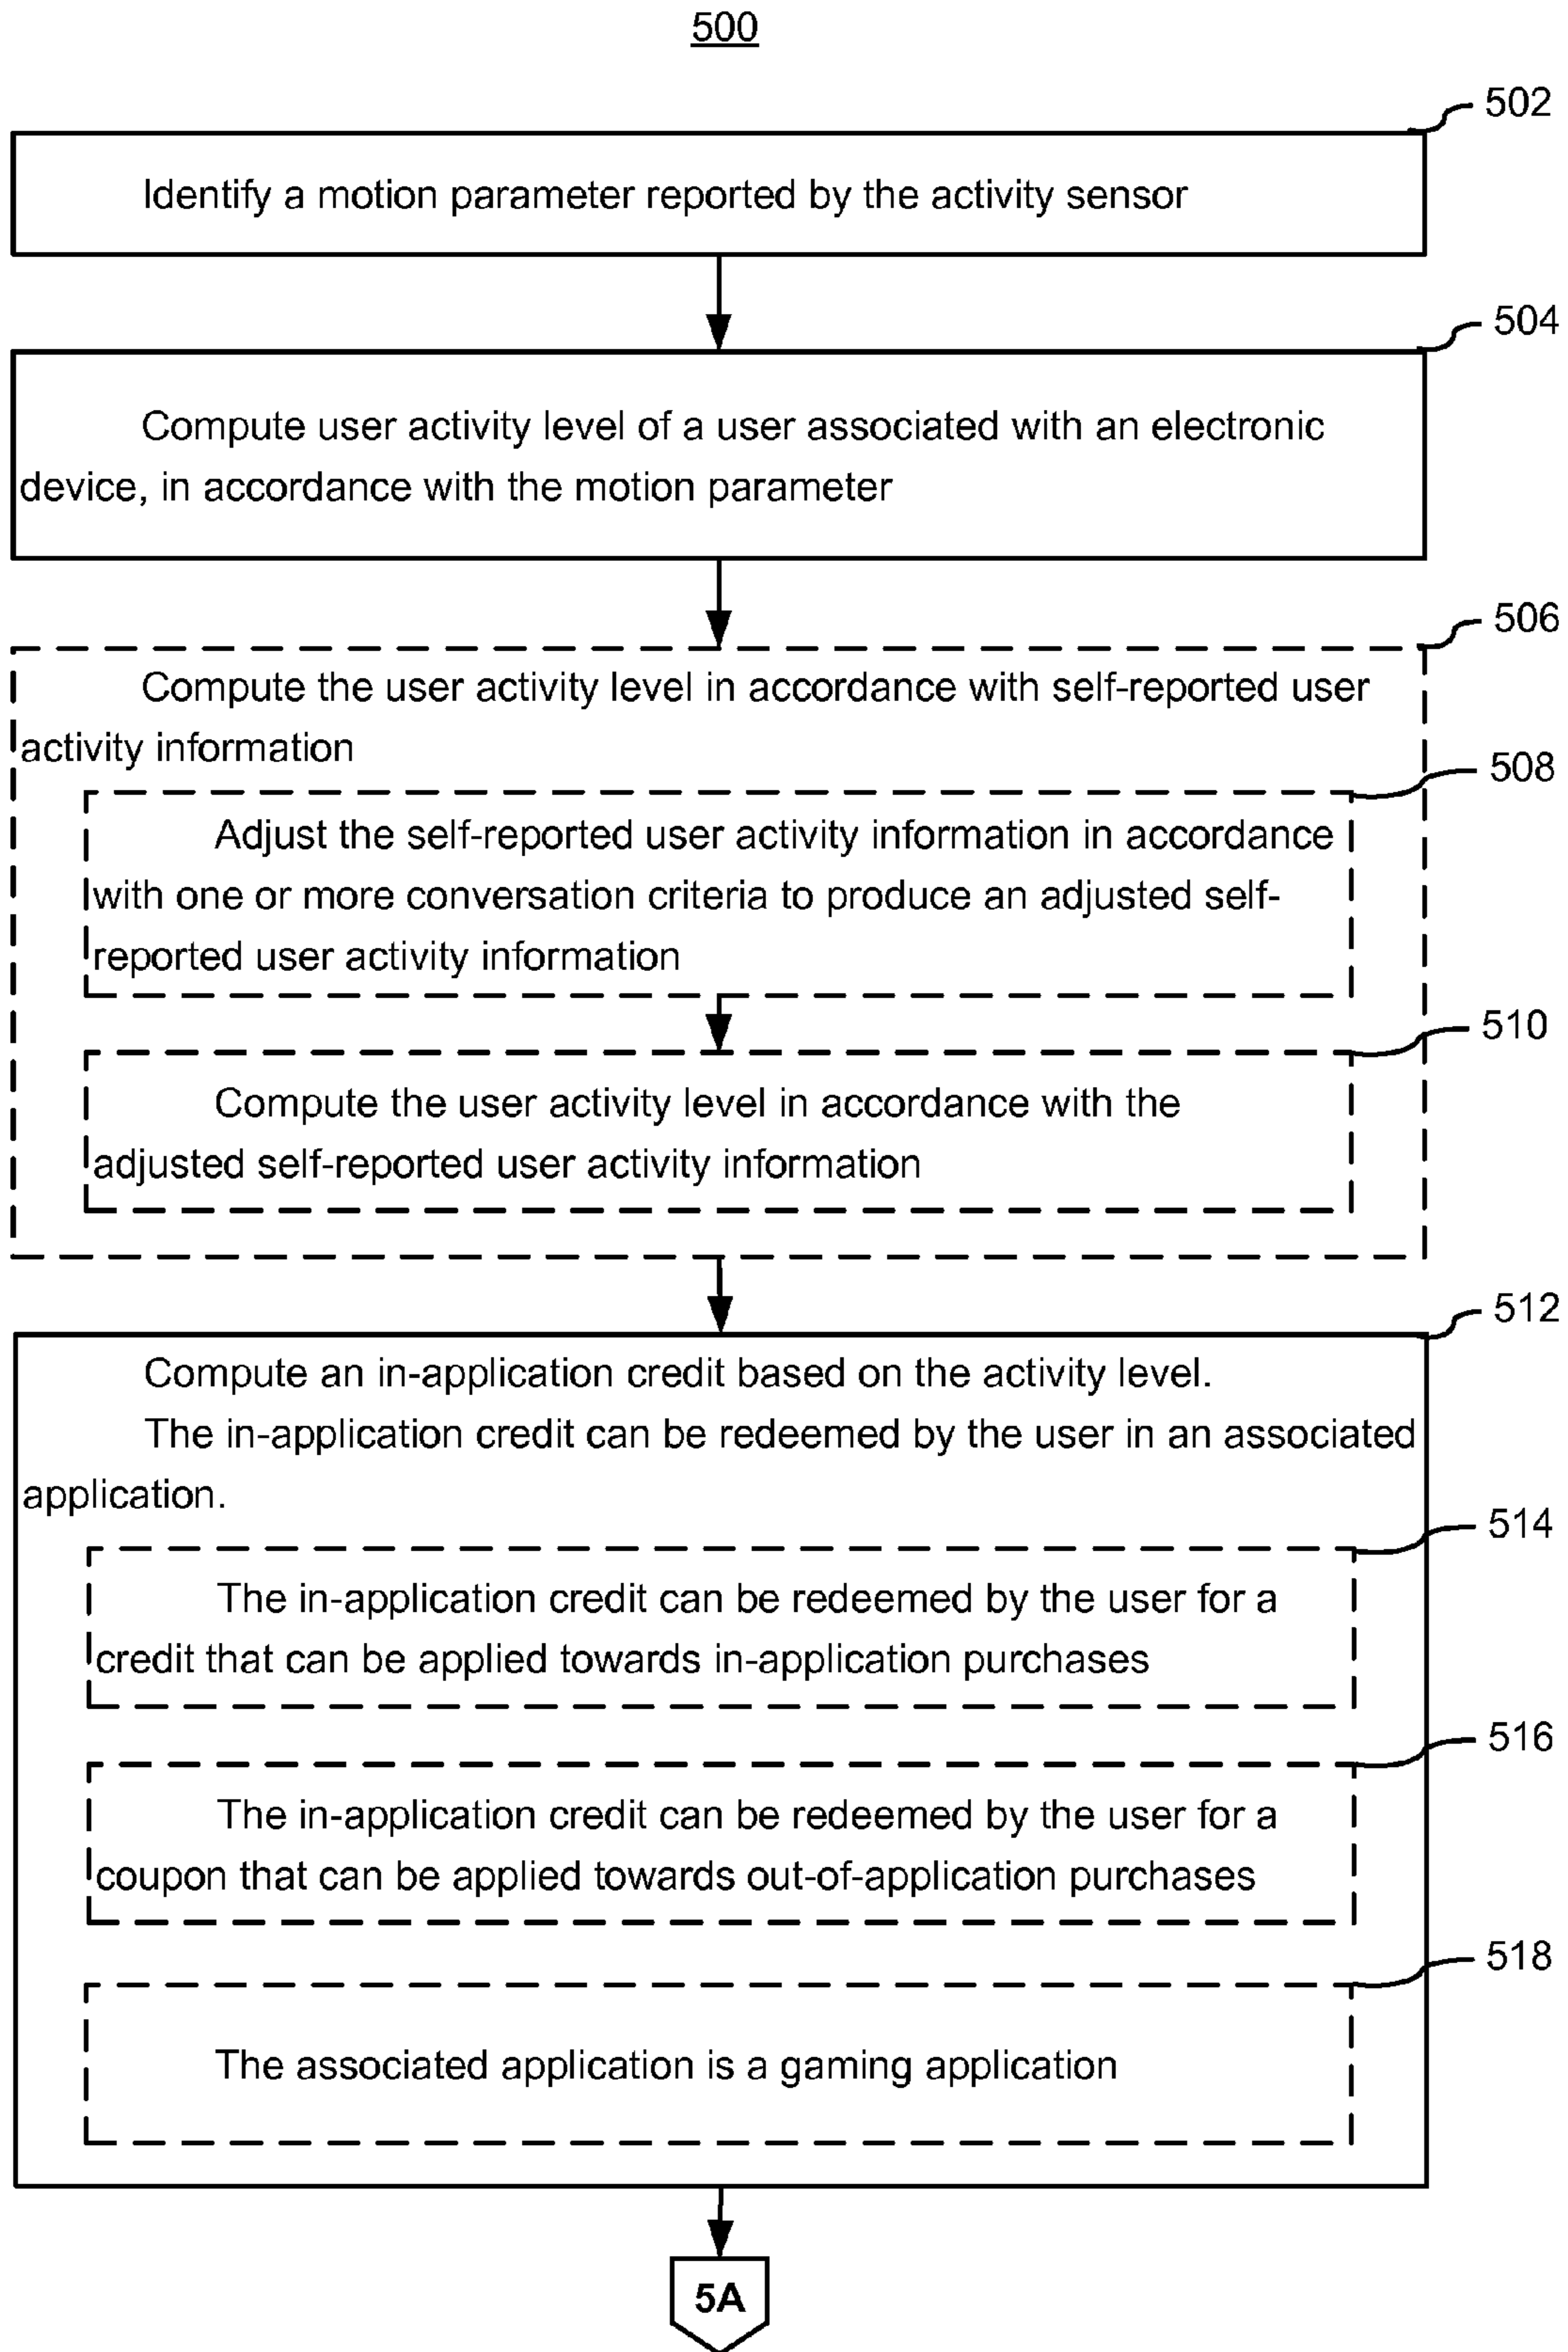 500
502
Identify a motion parameter reported by the activity sensor
504
Compute user activity level of a user associated with an electronic
device, in accordance with the motion parameter
506
Compute the user activity level in accordance with self-reported user
activity information
508
Adjust the self-reported user activity information in accordance
with one or more conversation criteria to produce an adjusted self-
reported user activity information
510
Compute the user activity level in accordance with the
adjusted self-reported user activity information
512
Compute an in-application credit based on the activity level.
The in-application credit can be redeemed by the user in an associated
application.
514
The in-application credit can be redeemed by the user for a
credit that can be applied towards in-application purchases
516
The in-application credit can be redeemed by the user for a
coupon that can be applied towards out-of-application purchases
518
The associated application is a gaming application
5A